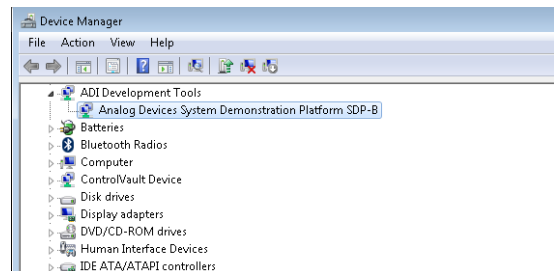 Device Manager
File Action View Help
ADI Development Tools
Analog Devices System Demonstration Platform SDP-B
Batteries
Bluetooth Radios
Computer
ControlVault Device
Disk drives
Display adapters
DVD/CD-ROM drives
Human Interface Devices
IDE ATA/ATAPI controllers